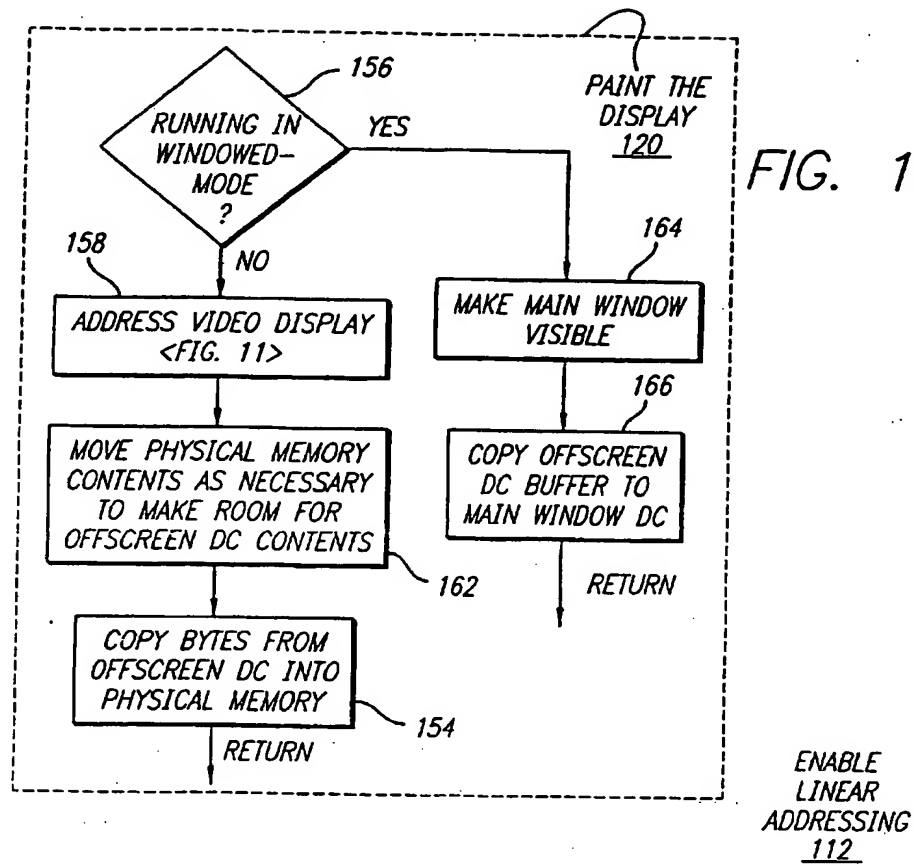 156
RUNNING IN
WINDOWED-
MODE
?
YES
NO
PAINT THE
DISPLAY
120
FIG. 1
158
ADDRESS VIDEO DISPLAY
<FIG. 11>
MOVE PHYSICAL MEMORY
CONTENTS AS NECESSARY
TO MAKE ROOM FOR
OFFSCREEN DC CONTENTS
162
COPY BYTES FROM
OFFSCREEN DC INTO
PHYSICAL MEMORY
154
RETURN
164
MAKE MAIN WINDOW
VISIBLE
166
COPY OFFSCREEN
DC BUFFER TO
MAIN WINDOW DC
RETURN
ENABLE
LINEAR
ADDRESSING
112